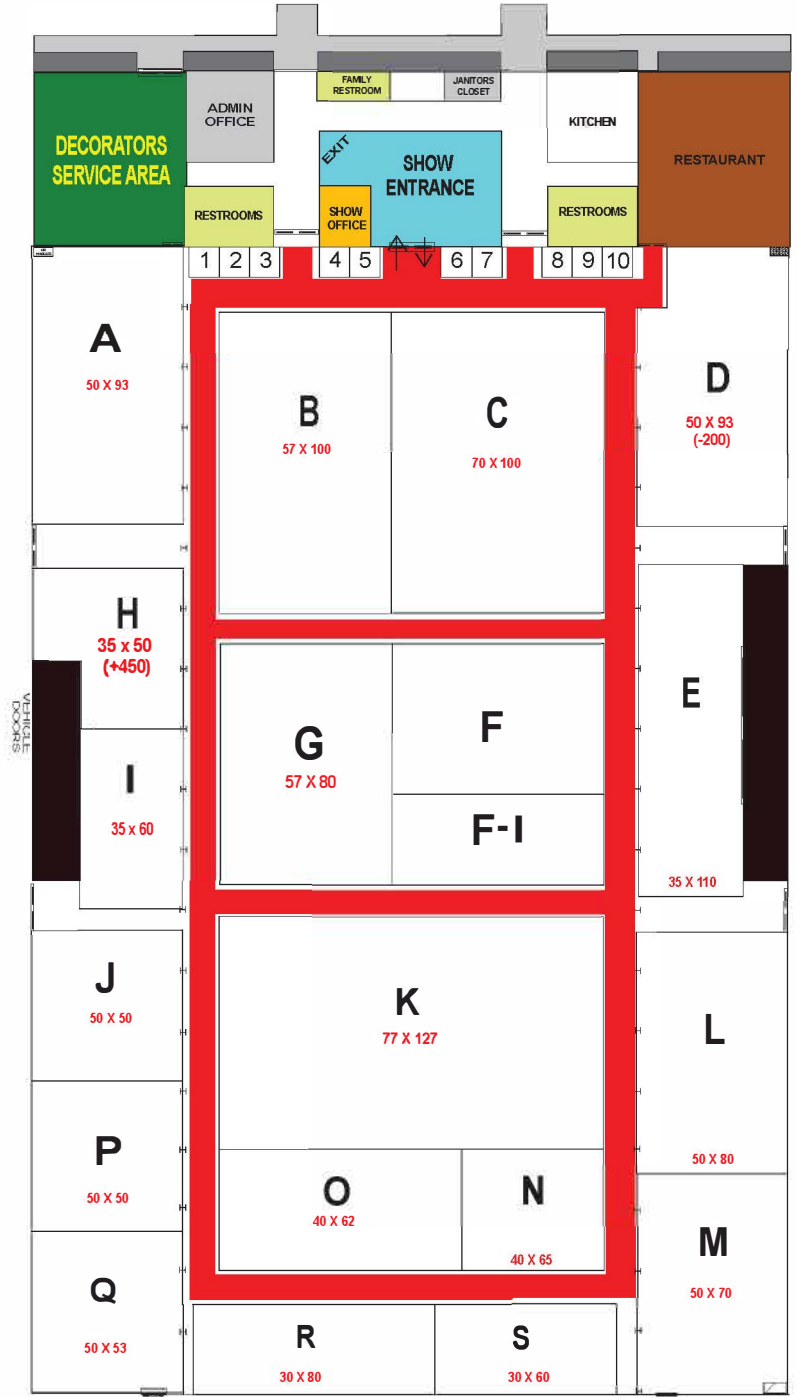 FAMILY
RESTROOM
JANITORS
CLOSET
ADMIN
OFFICE
KITCHEN
DECORATORS
SERVICE AREA
EXIT
SHOW
ENTRANCE
RESTAURANT
RESTROOMS
SHOW
OFFICE
RESTROOMS
1 2 3 4 5 6 7 8 9 10
A
50 X 93
B
57 X 100
C
70 X 100
D
50 X 93
(-200)
H
35 x 50
(+450)
VEHICLE
DOORS
I
35 x 60
G
57 X 80
F
F-I
E
35 X 110
J
50 X 50
K
77 X 127
L
50 X 80
P
50 X 50
O
40 X 62
N
40 X 65
M
50 X 70
Q
50 X 53
R
30 X 80
S
30 X 60